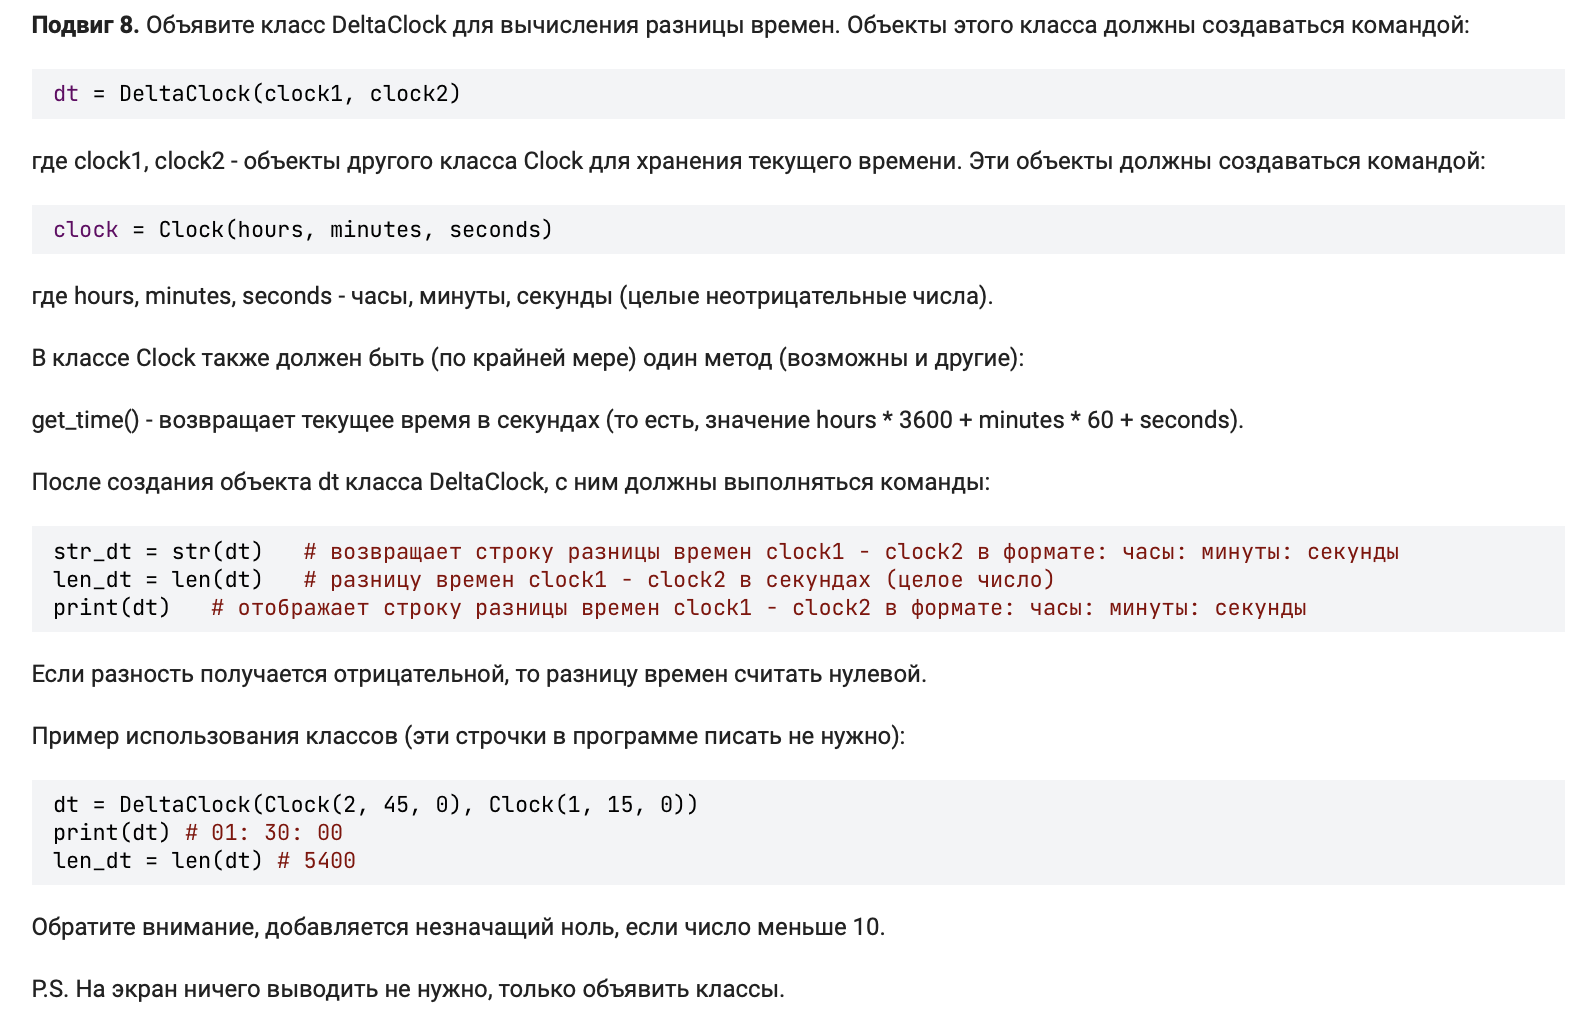 Подвиг 8. Объявите класс DeltaClock для вычисления разницы времен. Объекты этого класса должны создаваться командой:
dt = DeltaClock(clock1, clock2)
где clock1, clock2 - объекты другого класса Clock для хранения текущего времени. Эти объекты должны создаваться командой:
clock = Clock(hours, minutes, seconds)
где hours, minutes, seconds - часы, минуты, секунды (целые неотрицательные числа).
В классе Clock также должен быть (по крайней мере) один метод (возможны и другие):
get_time() - возвращает текущее время в секундах (то есть, значение hours * 3600 + minutes * 60 + seconds).
После создания объекта dt класса DeltaClock, с ним должны выполняться команды:
str_dt = str(dt)   # возвращает строку разницы времен clock1 - clock2 в формате: часы: минуты: секунды
len_dt = len(dt)   # разницу времен clock1 - clock2 в секундах (целое число)
print(dt)   # отображает строку разницы времен clock1 - clock2 в формате: часы: минуты: секунды
Если разность получается отрицательной, то разницу времен считать нулевой.
Пример использования классов (эти строчки в программе писать не нужно):
dt = DeltaClock(Clock(2, 45, 0), Clock(1, 15, 0))
print(dt) # 01: 30: 00
len_dt = len(dt) # 5400
Обратите внимание, добавляется незначащий ноль, если число меньше 10.
P.S. На экран ничего выводить не нужно, только объявить классы.